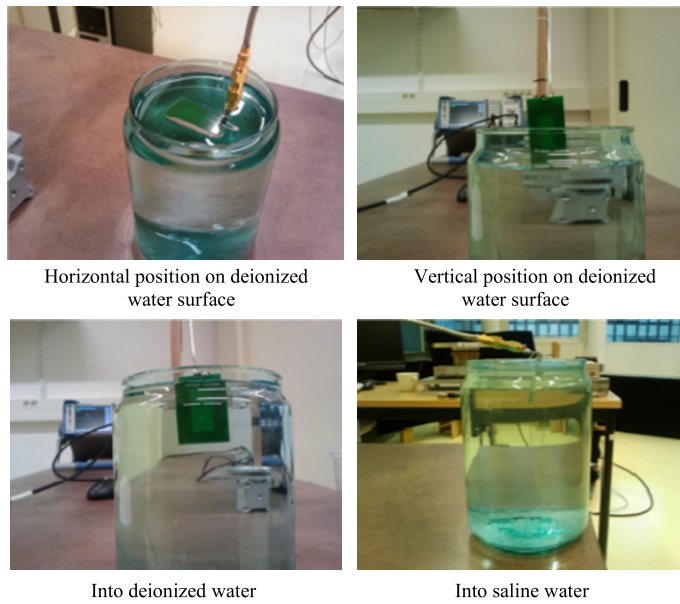 Horizontal position on deionized
water surface
Vertical position on deionized
water surface
Into deionized water
Into saline water